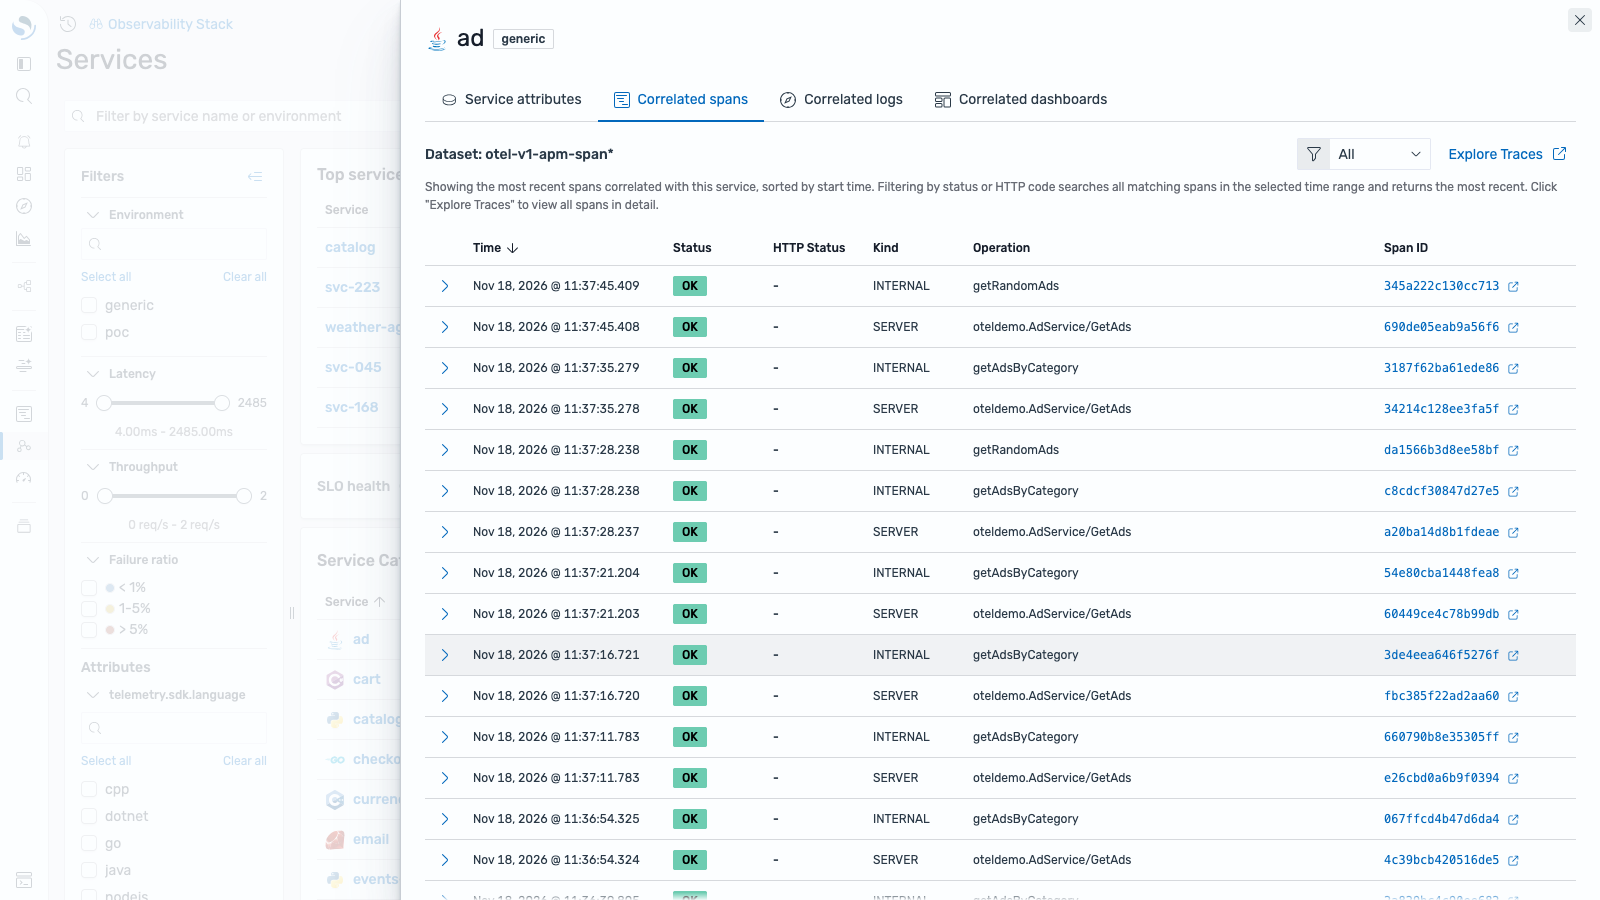 Observability Stack
Services
Filter by service name or environment
Filters
Environment
Select all
Clear all
generic
poc
Latency
4
2485
4.00ms - 2485.00ms
Throughput
0
2
0 req/s - 2 req/s
Failure ratio
< 1%
1-5%
> 5%
Attributes
telemetry.sdk.language
Select all
Clear all
cpp
dotnet
go
java
nodejs
Top service
Service
catalog
svc-223
weather-ag
svc-045
svc-168
SLO health
Service Cat
Service
ad
cart
catalog
checko
currenc
email
events
ad
generic
Service attributes
Correlated spans
Correlated logs
Correlated dashboards
Dataset: otel-v1-apm-span*
All
Explore Traces
Showing the most recent spans correlated with this service, sorted by start time. Filtering by status or HTTP code searches all matching spans in the selected time range and returns the most recent. Click
"Explore Traces" to view all spans in detail.
Time Status HTTP Status Kind Operation Span ID
Nov 18, 2026 @ 11:37:45.409 OK - INTERNAL getRandomAds 345a222c130cc713
Nov 18, 2026 @ 11:37:45.408 OK - SERVER oteldemo.AdService/GetAds 690de05eab9a56f6
Nov 18, 2026 @ 11:37:35.279 OK - INTERNAL getAdsByCategory 3187f62ba61ede86
Nov 18, 2026 @ 11:37:35.278 OK - SERVER oteldemo.AdService/GetAds 34214c128ee3fa5f
Nov 18, 2026 @ 11:37:28.238 OK - INTERNAL getRandomAds da1566b3d8ee58bf
Nov 18, 2026 @ 11:37:28.238 OK - INTERNAL getAdsByCategory c8cdcf30847d27e5
Nov 18, 2026 @ 11:37:28.237 OK - SERVER oteldemo.AdService/GetAds a20ba14d8b1fdeae
Nov 18, 2026 @ 11:37:21.204 OK - INTERNAL getAdsByCategory 54e80cba1448fea8
Nov 18, 2026 @ 11:37:21.203 OK - SERVER oteldemo.AdService/GetAds 60449ce4c78b99db
Nov 18, 2026 @ 11:37:16.721 OK - INTERNAL getAdsByCategory 3de4eea646f5276f
Nov 18, 2026 @ 11:37:16.720 OK - SERVER oteldemo.AdService/GetAds fbc385f22ad2aa60
Nov 18, 2026 @ 11:37:11.783 OK - INTERNAL getAdsByCategory 660790b8e35305ff
Nov 18, 2026 @ 11:37:11.783 OK - SERVER oteldemo.AdService/GetAds e26cbd0a6b9f0394
Nov 18, 2026 @ 11:36:54.325 OK - INTERNAL getAdsByCategory 067ffcd4b47d6da4
Nov 18, 2026 @ 11:36:54.324 OK - SERVER oteldemo.AdService/GetAds 4c39bcb420516de5